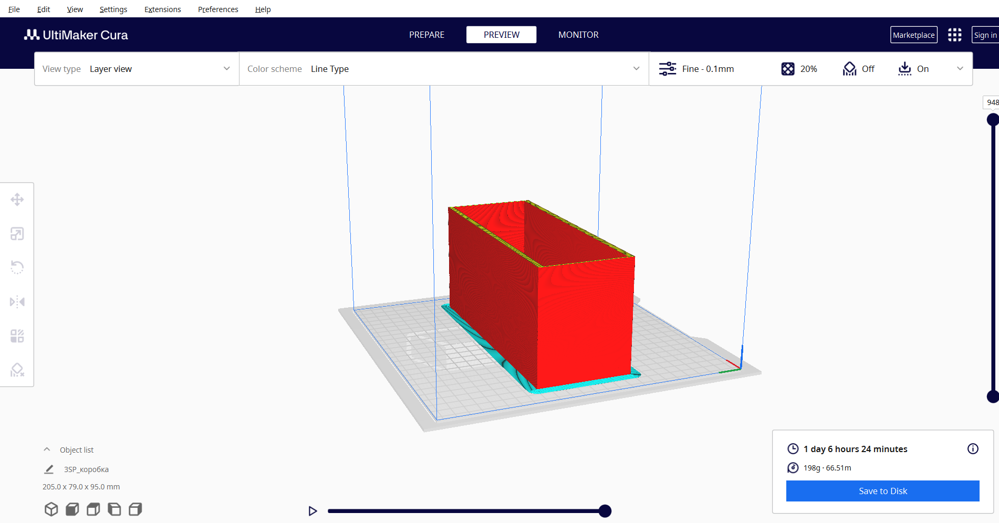 File Edit View Settings Extensions Preferences Help
UltiMaker Cura PREPARE PREVIEW MONITOR Marketplace Sign in
View type Layer view Color scheme Line Type Fine - 0.1mm 20% Off On
948
Object list
3SP_коробка
205.0 x 79.0 x 95.0 mm
1 day 6 hours 24 minutes
198g · 66.51m
Save to Disk